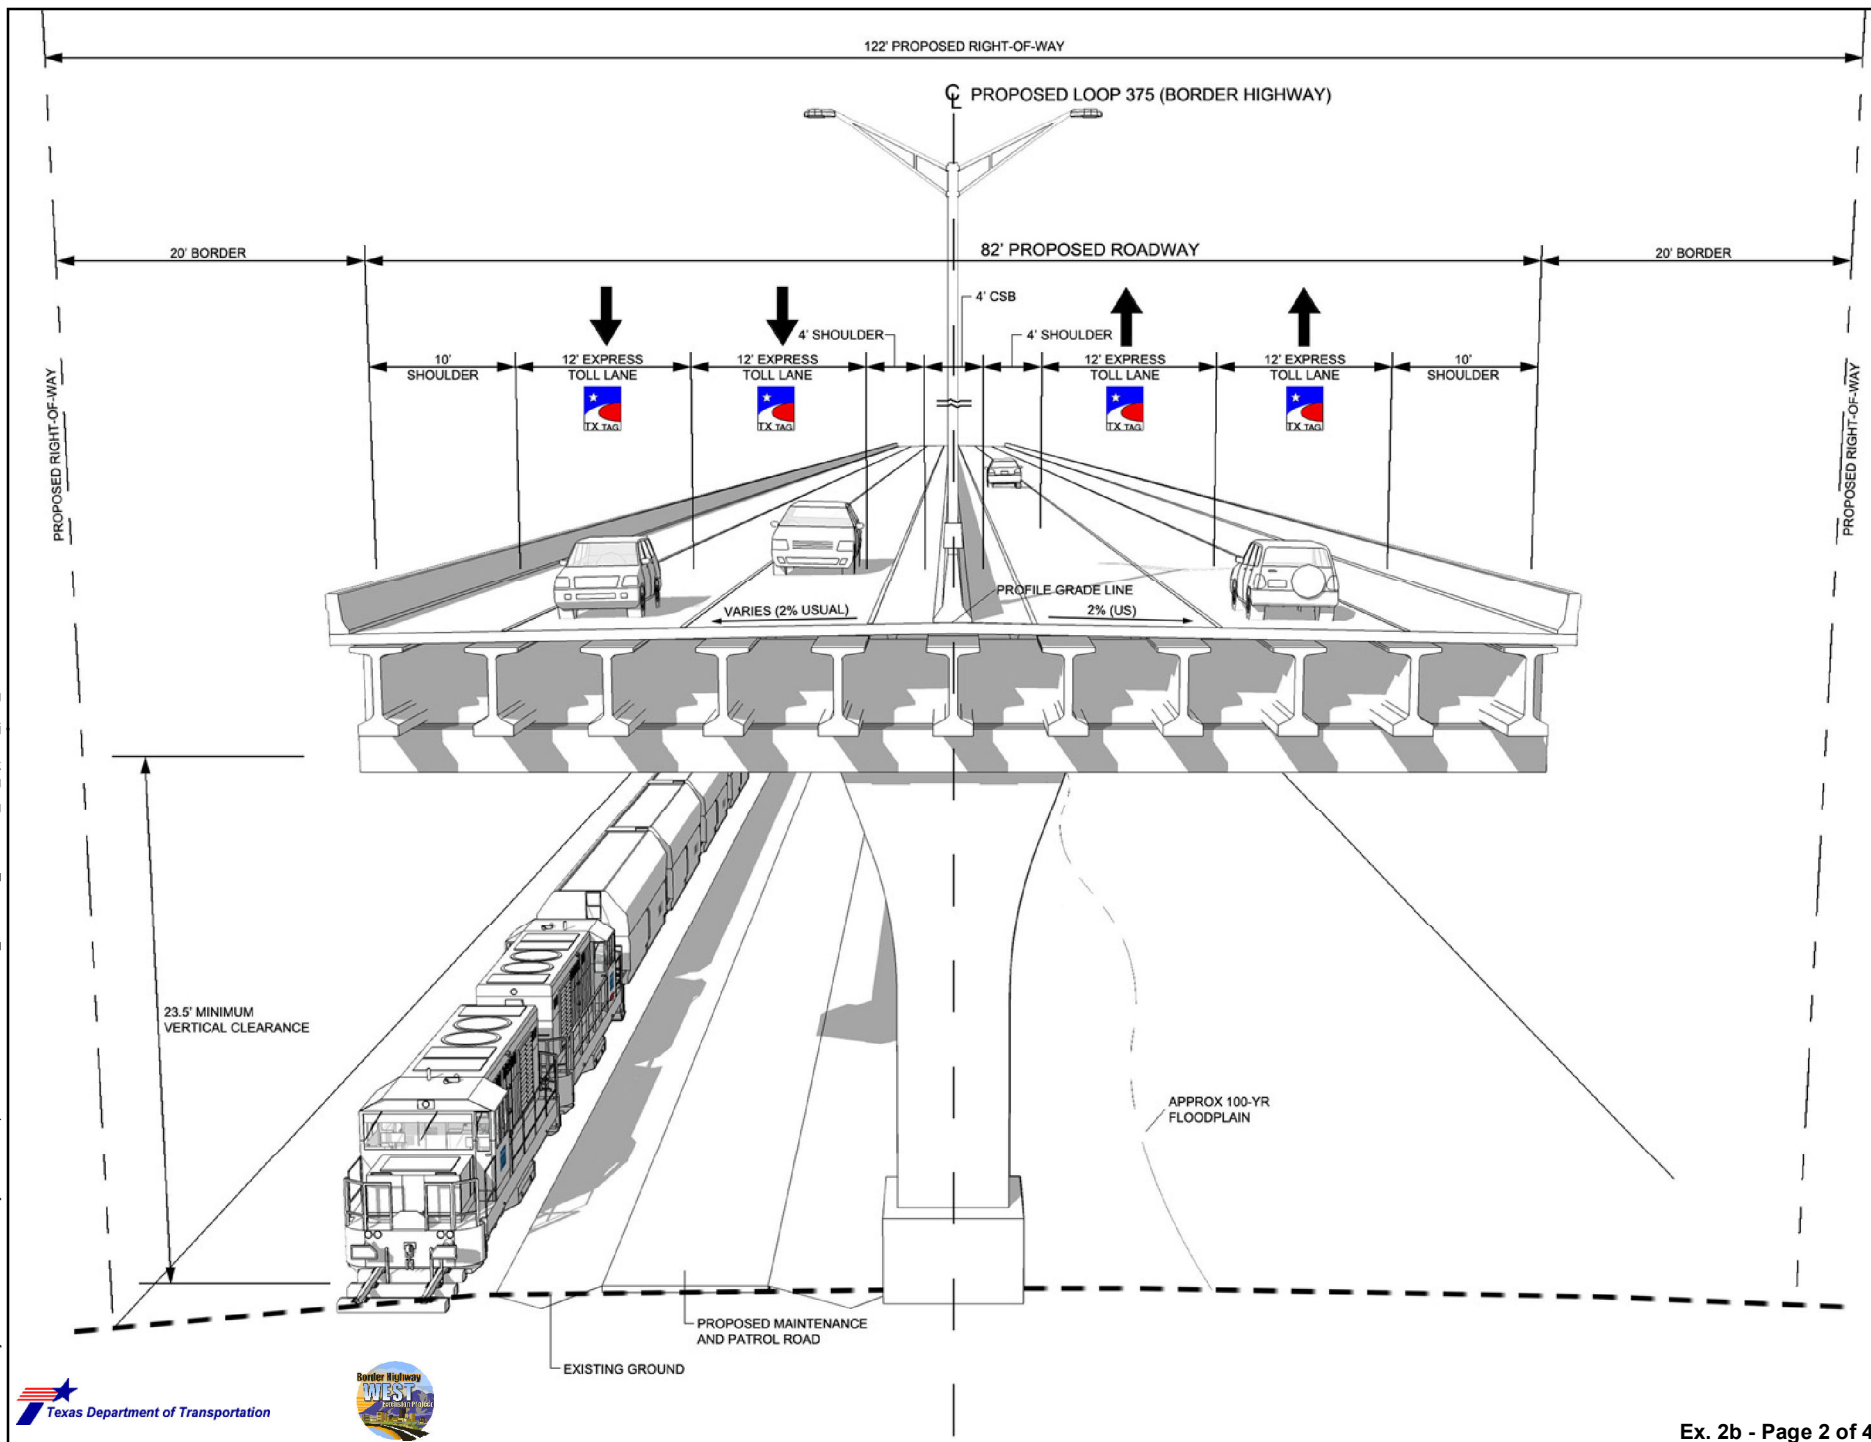 122' PROPOSED RIGHT-OF-WAY
℄ PROPOSED LOOP 375 (BORDER HIGHWAY)
20' BORDER
82' PROPOSED ROADWAY
20' BORDER
4' CSB
4' SHOULDER
4' SHOULDER
10'
SHOULDER
12' EXPRESS
TOLL LANE
12' EXPRESS
TOLL LANE
12' EXPRESS
TOLL LANE
12' EXPRESS
TOLL LANE
10'
SHOULDER
TX TAG
TX TAG
TX TAG
TX TAG
PROPOSED RIGHT-OF-WAY
PROPOSED RIGHT-OF-WAY
PROFILE GRADE LINE
VARIES (2% USUAL)
2% (US)
23.5' MINIMUM
VERTICAL CLEARANCE
APPROX 100-YR
FLOODPLAIN
PROPOSED MAINTENANCE
AND PATROL ROAD
EXISTING GROUND
Texas Department of Transportation
Border Highway
WEST
Extension Project
Ex. 2b - Page 2 of 4